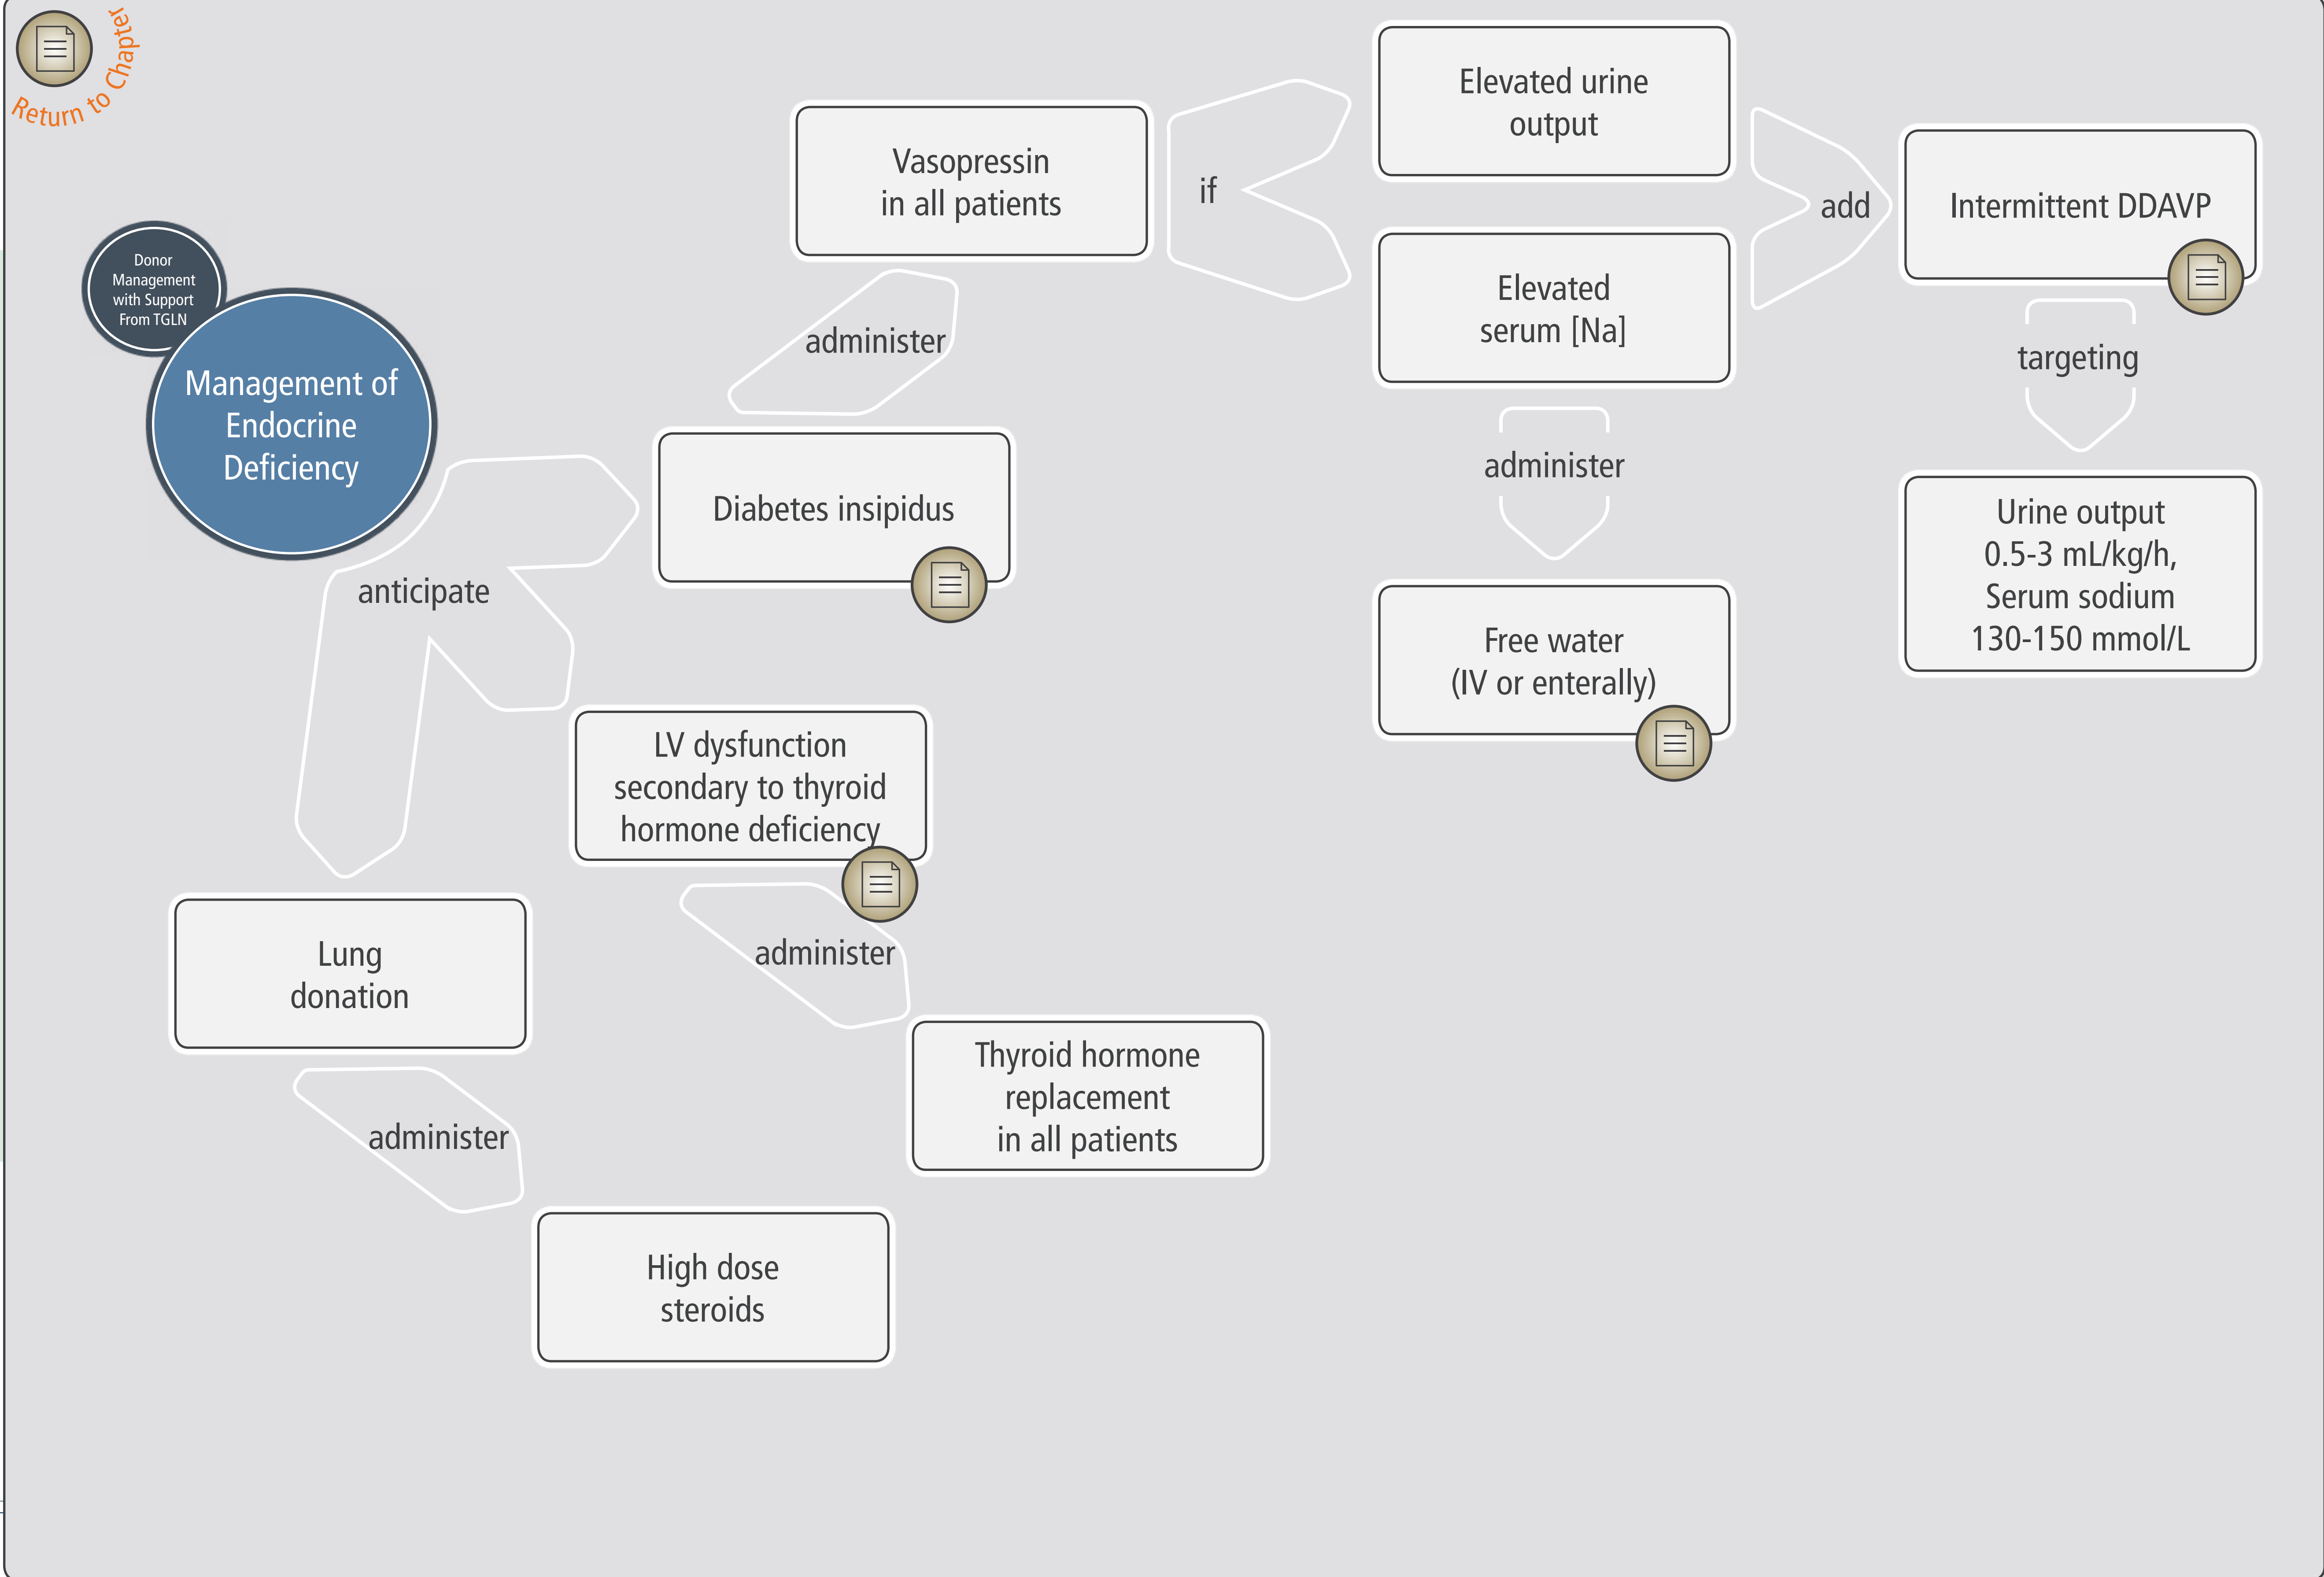 Return to Chapter
Donor
Management
with Support
From TGLN
Management of
Endocrine
Deficiency
anticipate
Diabetes insipidus
administer
Vasopressin
in all patients
if
Elevated urine
output
Elevated
serum [Na]
add
Intermittent DDAVP
targeting
Urine output
0.5-3 mL/kg/h,
Serum sodium
130-150 mmol/L
administer
Free water
(IV or enterally)
LV dysfunction
secondary to thyroid
hormone deficiency
administer
Thyroid hormone
replacement
in all patients
Lung
donation
administer
High dose
steroids